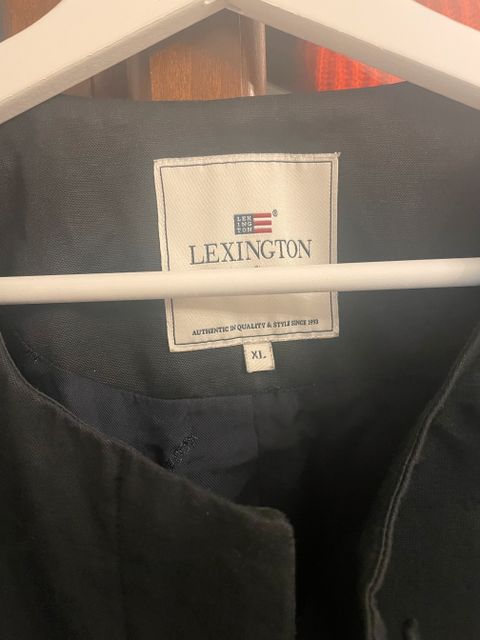 LEX
ING
TON
®
LEXINGTON
AUTHENTIC IN QUALITY & STYLE SINCE 1993
XL